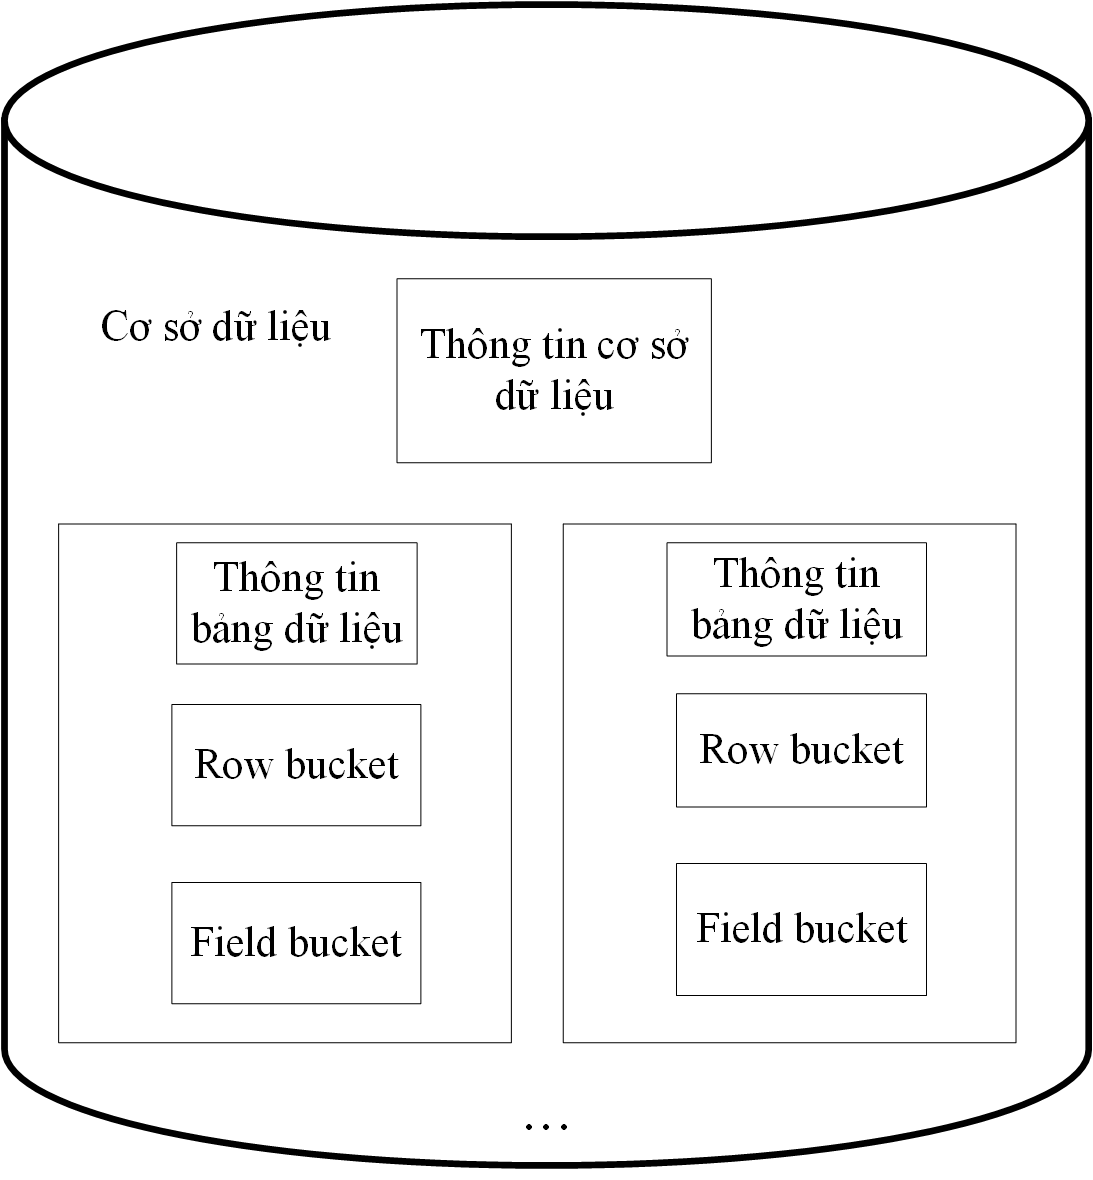 Cơ sở dữ liệu
Thông tin cơ sở
dữ liệu
Thông tin
bảng dữ liệu
Row bucket
Field bucket
Thông tin
bảng dữ liệu
Row bucket
Field bucket
...